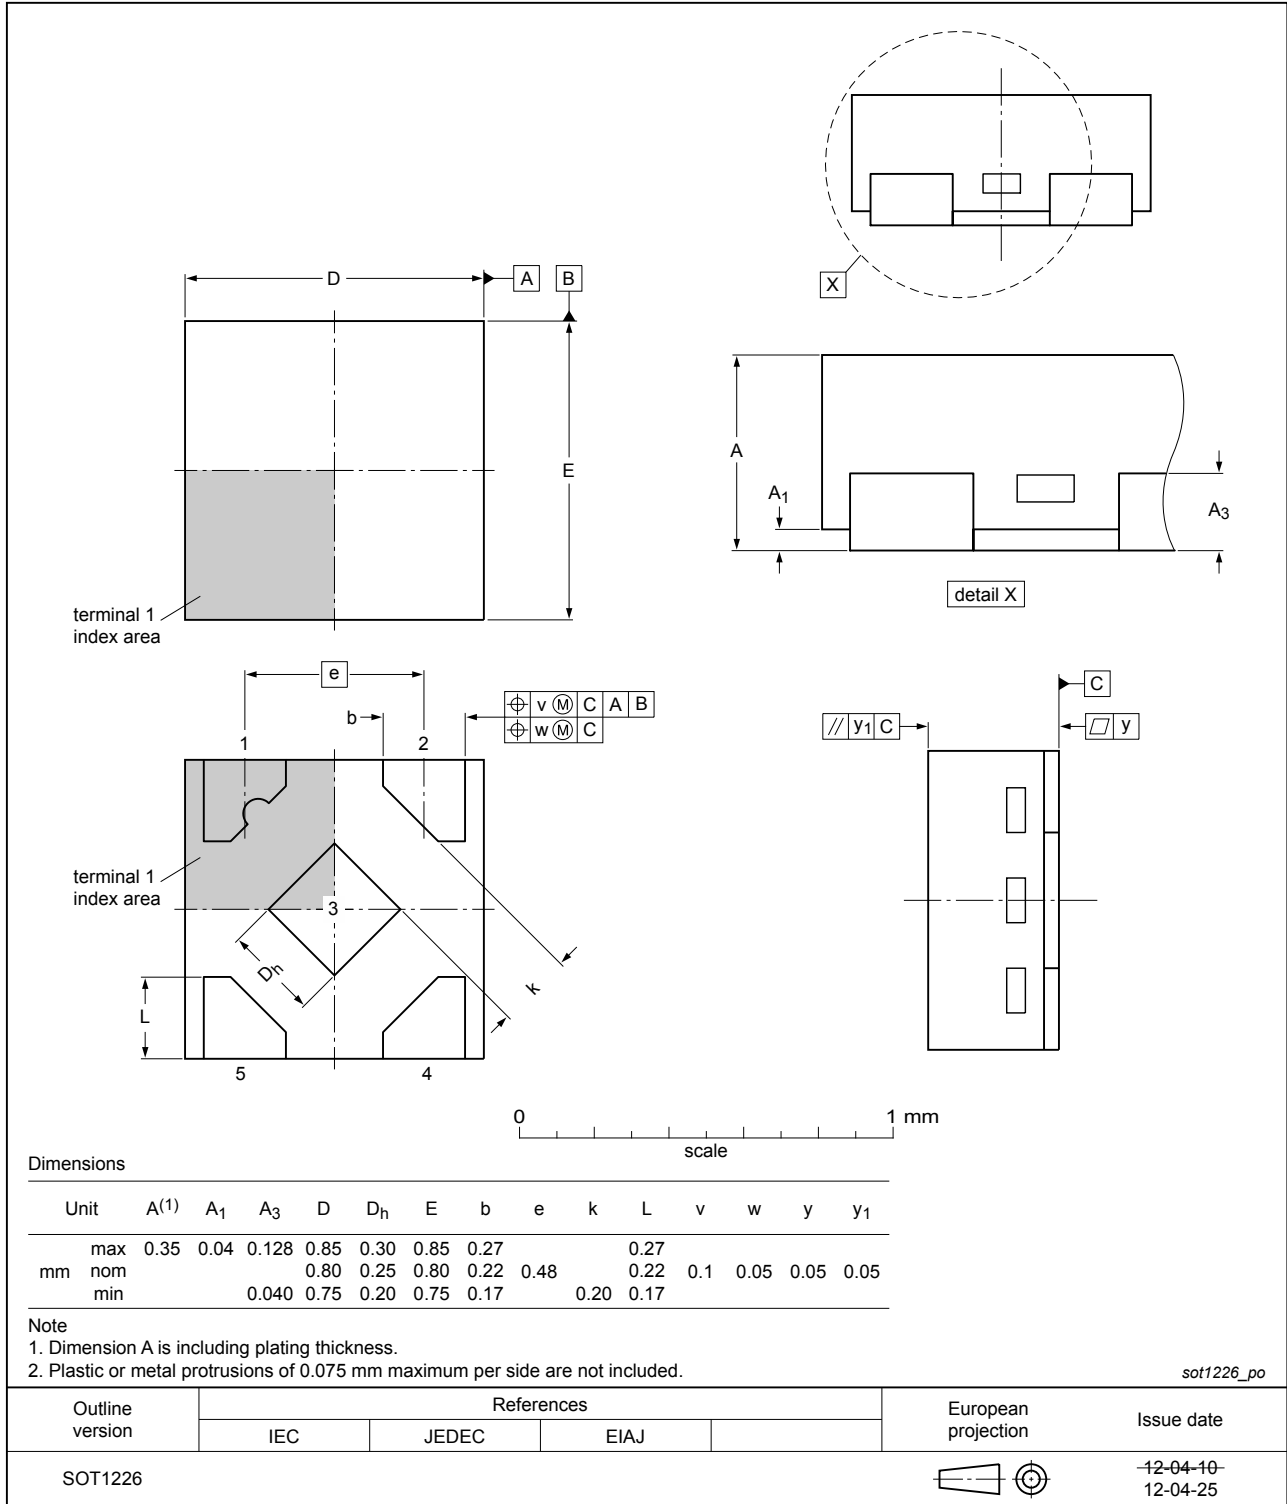 X
D
A
B
E
terminal 1
index area
A
A1
A3
detail X
e
b
v M C A B
w M C
1
2
terminal 1
index area
3
Dh
k
L
5
4
C
// y1 C
y
0
1 mm
scale
Dimensions
Unit A(1) A1 A3 D Dh E b e k L v w y y1
max 0.35 0.04 0.128 0.85 0.30 0.85 0.27 0.27
mm nom 0.80 0.25 0.80 0.22 0.48 0.22 0.1 0.05 0.05 0.05
min 0.040 0.75 0.20 0.75 0.17 0.20 0.17
Note
1. Dimension A is including plating thickness.
2. Plastic or metal protrusions of 0.075 mm maximum per side are not included.
sot1226_po
Outline
version
References
IEC JEDEC EIAJ
European
projection
Issue date
SOT1226
12-04-10
12-04-25